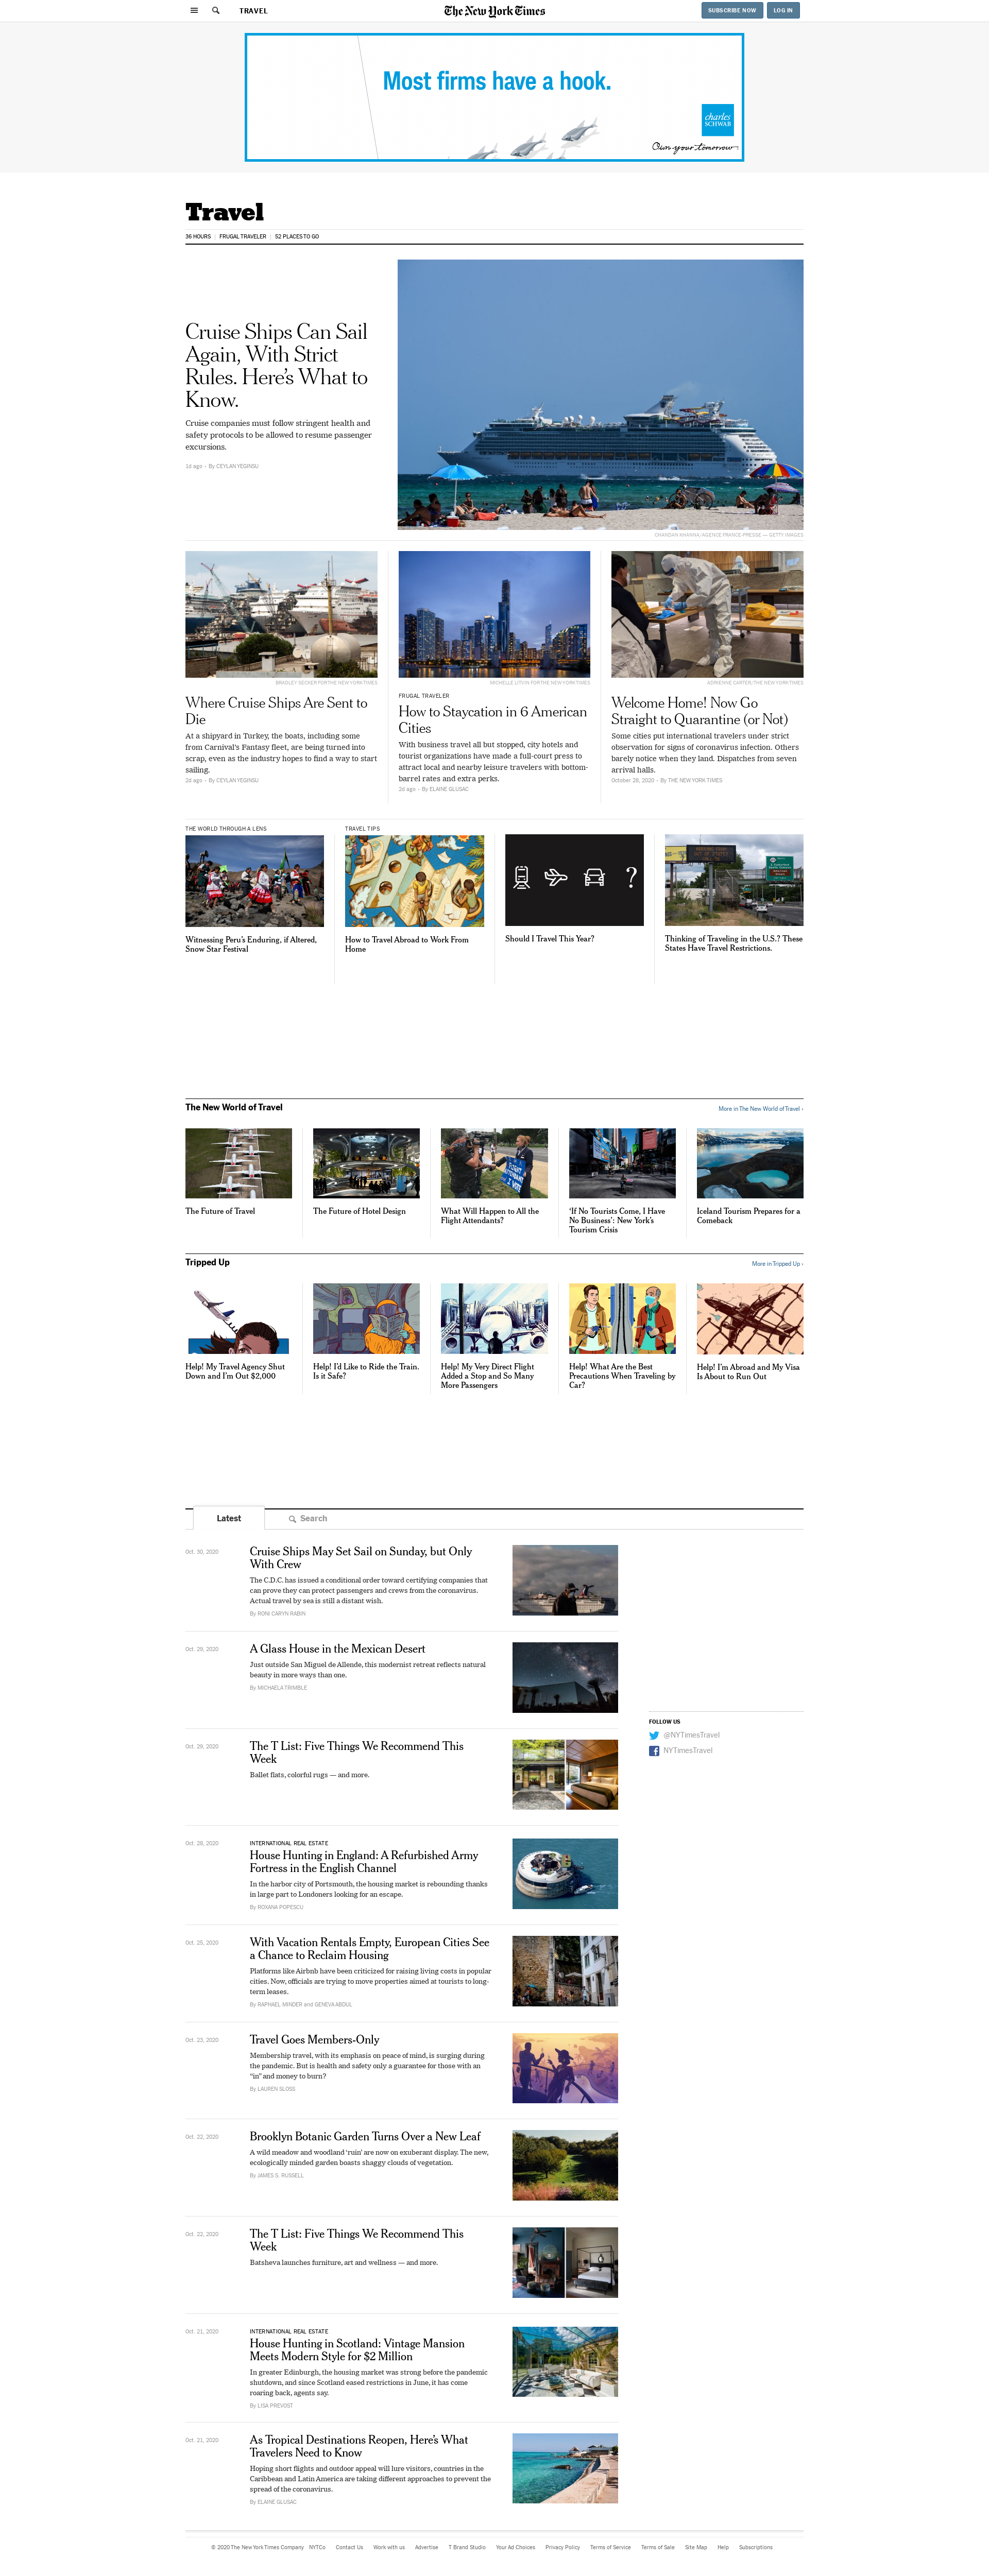 TRAVEL
The New York Times
SUBSCRIBE NOW
LOG IN
Most firms have a hook.
charles
SCHWAB
Own your tomorrow
Travel
36 HOURS
FRUGAL TRAVELER
52 PLACES TO GO
Cruise Ships Can Sail
Again, With Strict
Rules. Here's What to
Know.
Cruise companies must follow stringent health and
safety protocols to be allowed to resume passenger
excursions.
1d ago - By CEYLAN YEGINSU
CHANDAN KHANNA/AGENCE FRANCE-PRESSE — GETTY IMAGES
BRADLEY SECKER FOR THE NEW YORK TIMES
Where Cruise Ships Are Sent to
Die
At a shipyard in Turkey, the boats, including some
from Carnival's Fantasy fleet, are being turned into
scrap, even as the industry hopes to find a way to start
sailing.
2d ago - By CEYLAN YEGINSU
MICHELLE LITVIN FOR THE NEW YORK TIMES
FRUGAL TRAVELER
How to Staycation in 6 American
Cities
With business travel all but stopped, city hotels and
tourist organizations have made a full-court press to
attract local and nearby leisure travelers with bottom-
barrel rates and extra perks.
2d ago - By ELAINE GLUSAC
ADRIENNE CARTER/THE NEW YORK TIMES
Welcome Home! Now Go
Straight to Quarantine (or Not)
Some cities put international travelers under strict
observation for signs of coronavirus infection. Others
barely notice when they land. Dispatches from seven
arrival halls.
October 26, 2020 - By THE NEW YORK TIMES
THE WORLD THROUGH A LENS
Witnessing Peru's Enduring, if Altered,
Snow Star Festival
TRAVEL TIPS
How to Travel Abroad to Work From
Home
?
Should I Travel This Year?
Thinking of Traveling in the U.S.? These
States Have Travel Restrictions.
The New World of Travel
More in The New World of Travel ›
The Future of Travel
The Future of Hotel Design
What Will Happen to All the
Flight Attendants?
'If No Tourists Come, I Have
No Business': New York's
Tourism Crisis
Iceland Tourism Prepares for a
Comeback
Tripped Up
More in Tripped Up ›
Help! My Travel Agency Shut
Down and I'm Out $2,000
Help! I'd Like to Ride the Train.
Is it Safe?
Help! My Very Direct Flight
Added a Stop and So Many
More Passengers
Help! What Are the Best
Precautions When Traveling by
Car?
Help! I'm Abroad and My Visa
Is About to Run Out
Latest
Search
Oct. 30, 2020
Cruise Ships May Set Sail on Sunday, but Only
With Crew
The C.D.C. has issued a conditional order toward certifying companies that
can prove they can protect passengers and crews from the coronavirus.
Actual travel by sea is still a distant wish.
By RONI CARYN RABIN
Oct. 29, 2020
A Glass House in the Mexican Desert
Just outside San Miguel de Allende, this modernist retreat reflects natural
beauty in more ways than one.
By MICHAELA TRIMBLE
FOLLOW US
@NYTimesTravel
NYTimesTravel
Oct. 29, 2020
The T List: Five Things We Recommend This
Week
Ballet flats, colorful rugs — and more.
Oct. 28, 2020
INTERNATIONAL REAL ESTATE
House Hunting in England: A Refurbished Army
Fortress in the English Channel
In the harbor city of Portsmouth, the housing market is rebounding thanks
in large part to Londoners looking for an escape.
By ROXANA POPESCU
Oct. 25, 2020
With Vacation Rentals Empty, European Cities See
a Chance to Reclaim Housing
Platforms like Airbnb have been criticized for raising living costs in popular
cities. Now, officials are trying to move properties aimed at tourists to long-
term leases.
By RAPHAEL MINDER and GENEVA ABDUL
Oct. 23, 2020
Travel Goes Members-Only
Membership travel, with its emphasis on peace of mind, is surging during
the pandemic. But is health and safety only a guarantee for those with an
"in" and money to burn?
By LAUREN SLOSS
Oct. 22, 2020
Brooklyn Botanic Garden Turns Over a New Leaf
A wild meadow and woodland 'ruin' are now on exuberant display. The new,
ecologically minded garden boasts shaggy clouds of vegetation.
By JAMES S. RUSSELL
Oct. 22, 2020
The T List: Five Things We Recommend This
Week
Batsheva launches furniture, art and wellness — and more.
Oct. 21, 2020
INTERNATIONAL REAL ESTATE
House Hunting in Scotland: Vintage Mansion
Meets Modern Style for $2 Million
In greater Edinburgh, the housing market was strong before the pandemic
shutdown, and since Scotland eased restrictions in June, it has come
roaring back, agents say.
By LISA PREVOST
Oct. 21, 2020
As Tropical Destinations Reopen, Here's What
Travelers Need to Know
Hoping short flights and outdoor appeal will lure visitors, countries in the
Caribbean and Latin America are taking different approaches to prevent the
spread of the coronavirus.
By ELAINE GLUSAC
© 2020 The New York Times Company NYTCo Contact Us Work with us Advertise T Brand Studio Your Ad Choices Privacy Policy Terms of Service Terms of Sale Site Map Help Subscriptions